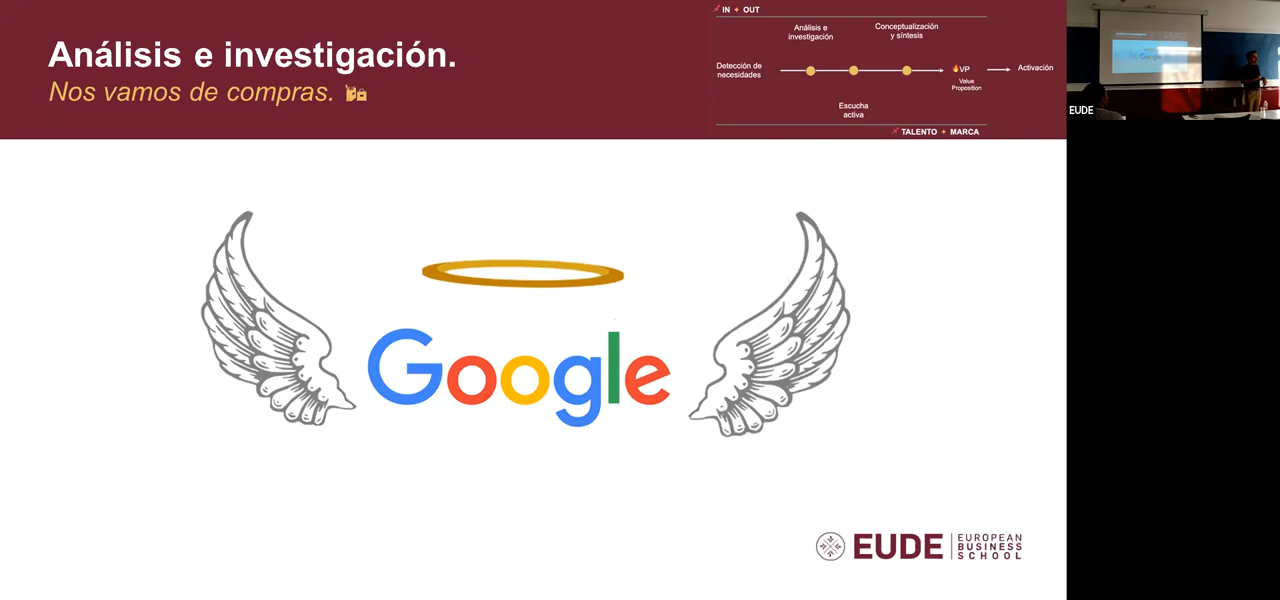 Análisis e investigación.
Nos vamos de compras.
IN + OUT
Análisis e
investigación
Conceptualización
y síntesis
Detección de
necesidades
VP
Value
Proposition
Activación
Escucha
activa
TALENTO + MARCA
Google
EUDE
EUROPEAN
BUSINESS
SCHOOL
EUDE
Google